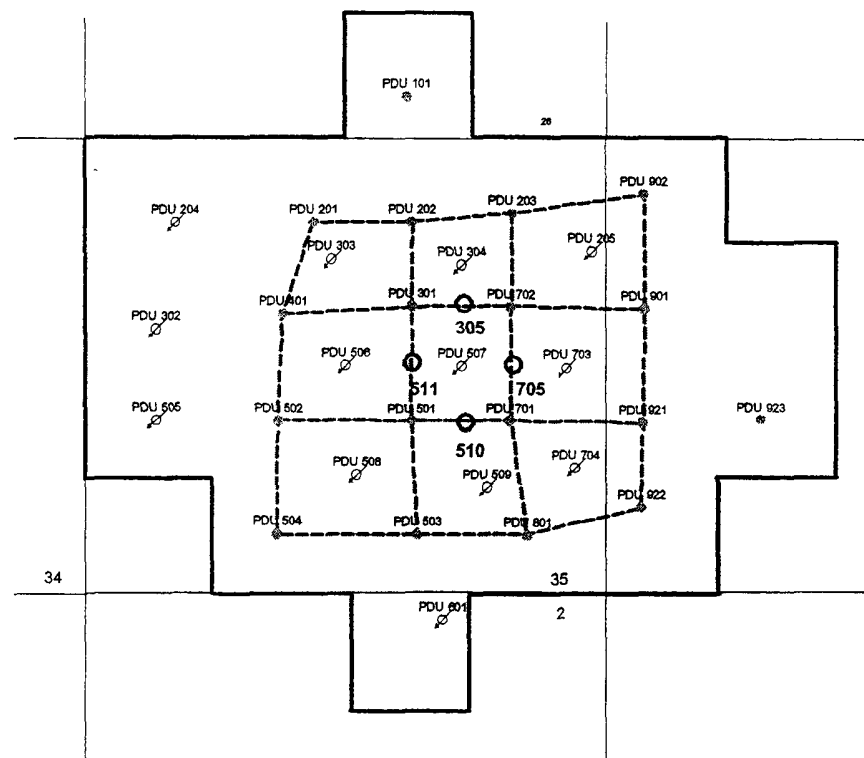 PDU 101
26
PDU 902
PDU 204
PDU 201
PDU 202
PDU 203
PDU 303
PDU 304
PDU 205
PDU 401
PDU 301
PDU 702
PDU 901
PDU 302
305
PDU 506
PDU 507
PDU 703
511
705
PDU 505
PDU 502
PDU 501
PDU 701
PDU 921
PDU 923
510
PDU 508
PDU 704
PDU 509
PDU 922
PDU 504
PDU 503
PDU 801
34
35
PDU 601
2